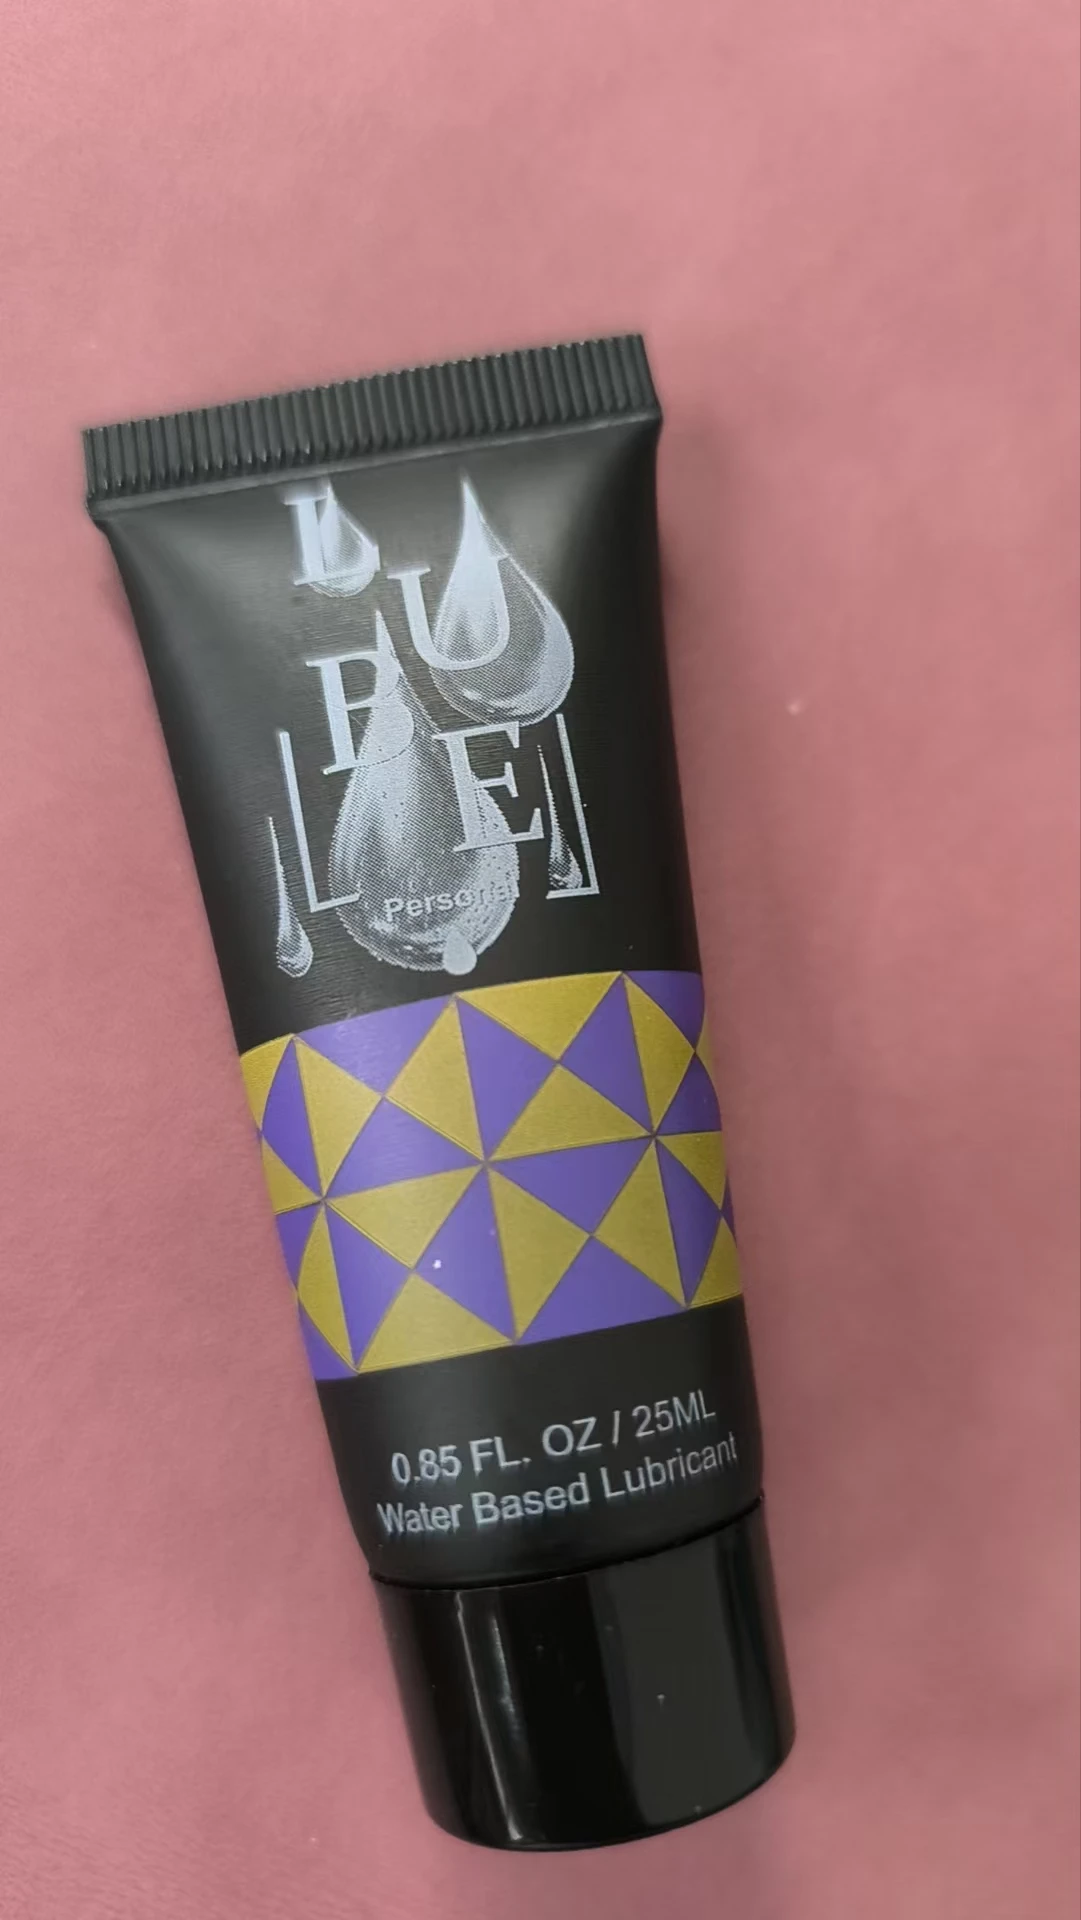 LUBE
Personal
0.85 FL. OZ / 25ML
Water Based Lubricant